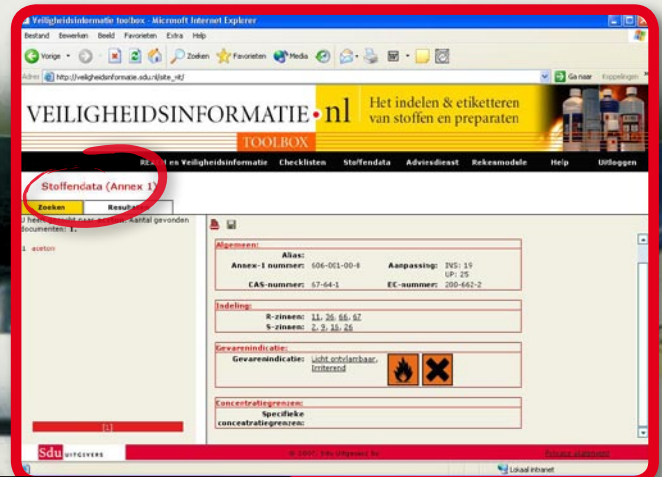 Veiligheidsinformatie toolbox - Microsoft Internet Explorer
Bestand Bewerken Beeld Favorieten Extra Help
Vorige Zoeken Favorieten Media
Adres http://veiligheidsinformatie.sdu.nl/site_nt/ Ga naar Koppelingen
VEILIGHEIDSINFORMATIE•nl
Het indelen & etiketteren
van stoffen en preparaten
TOOLBOX
REACH en Veiligheidsinformatie Checklisten Stoffendata Adviesdienst Rekenmodule Help Uitloggen
Stoffendata (Annex 1)
Zoeken Resultaten
U heeft gezocht naar: aceton. Aantal gevonden
documenten: 1.
1 aceton
[1]
Algemeen:
Alias:
Annex-1 nummer: 606-001-00-8 Aanpassing: INS: 19
UP: 25
CAS-nummer: 67-64-1 EC-nummer: 200-662-2
Indeling:
R-zinnen: 11, 36, 66, 67
S-zinnen: 2, 9, 16, 26
Gevarenindicatie:
Gevarenindicatie: Licht ontvlambaar,
Irriterend
Concentratiegrenzen:
Specifieke
concentratiegrenzen:
Sdu UITGEVERS © 2007, Sdu Uitgevers bv Privacy statement
Lokaal intranet